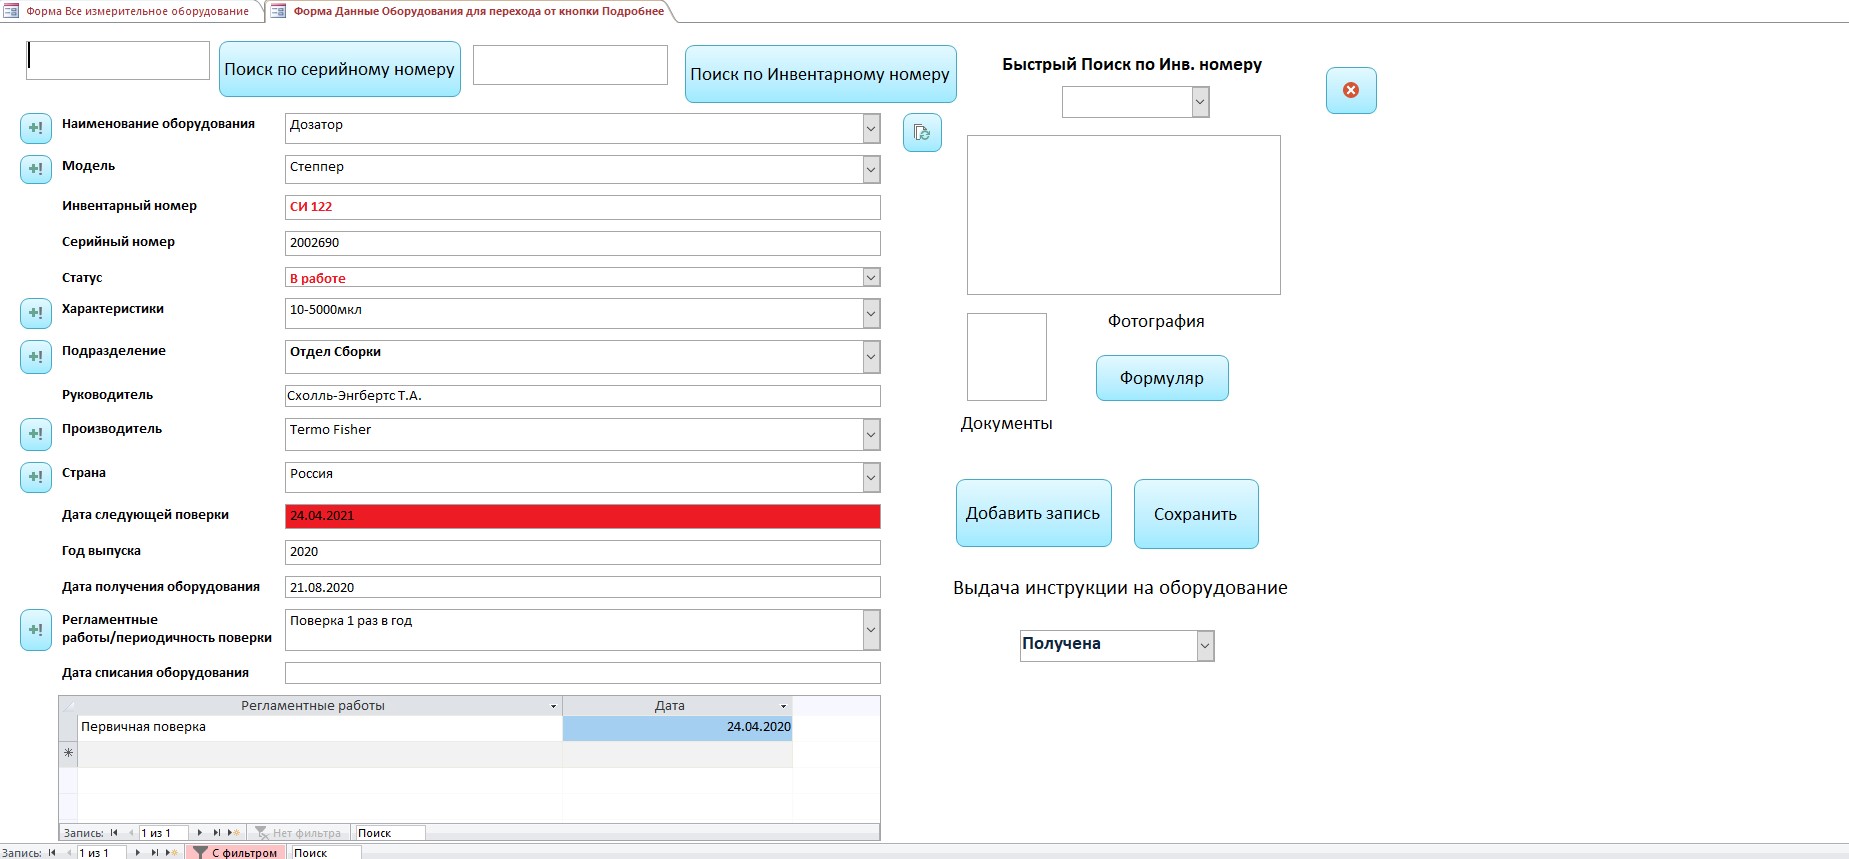 Форма Все измерительное оборудование
Форма Данные Оборудования для перехода от кнопки Подробнее
Поиск по серийному номеру
Поиск по Инвентарному номеру
Быстрый Поиск по Инв. номеру
Наименование оборудования
Дозатор
Модель
Степпер
Инвентарный номер
СИ 122
Серийный номер
2002690
Статус
В работе
Характеристики
10-5000мкл
Подразделение
Отдел Сборки
Руководитель
Схолль-Энгбертс Т.А.
Производитель
Termo Fisher
Страна
Россия
Дата следующей поверки
24.04.2021
Год выпуска
2020
Дата получения оборудования
21.08.2020
Регламентные
работы/периодичность поверки
Поверка 1 раз в год
Дата списания оборудования
Фотография
Формуляр
Документы
Добавить запись
Сохранить
Выдача инструкции на оборудование
Получена
Регламентные работы
Дата
Первичная поверка
24.04.2020
Запись:
1 из 1
Нет фильтра
Поиск
Запись:
1 из 1
С фильтром
Поиск